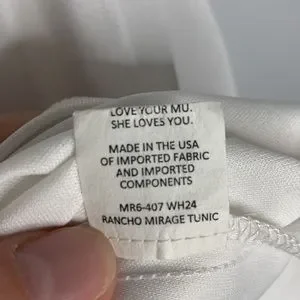 LOVE YOUR MU.
SHE LOVES YOU.
MADE IN THE USA
OF IMPORTED FABRIC
AND IMPORTED
COMPONENTS
MR6-407 WH24
RANCHO MIRAGE TUNIC